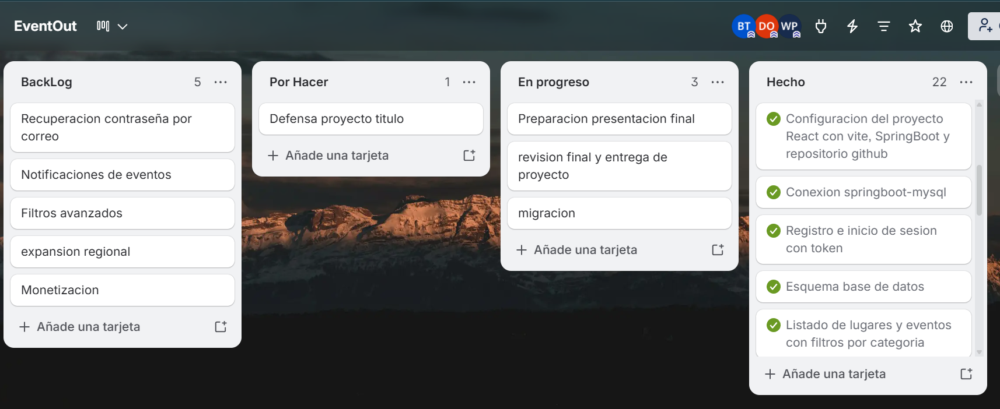 EventOut
BT DO WP
BackLog 5
Recuperacion contraseña por
correo
Notificaciones de eventos
Filtros avanzados
expansion regional
Monetizacion
Añade una tarjeta
Por Hacer 1
Defensa proyecto titulo
Añade una tarjeta
En progreso 3
Preparacion presentacion final
revision final y entrega de
proyecto
migracion
Añade una tarjeta
Hecho 22
Configuracion del proyecto
React con vite, SpringBoot y
repositorio github
Conexion springboot-mysql
Registro e inicio de sesion
con token
Esquema base de datos
Listado de lugares y eventos
con filtros por categoria
Añade una tarjeta